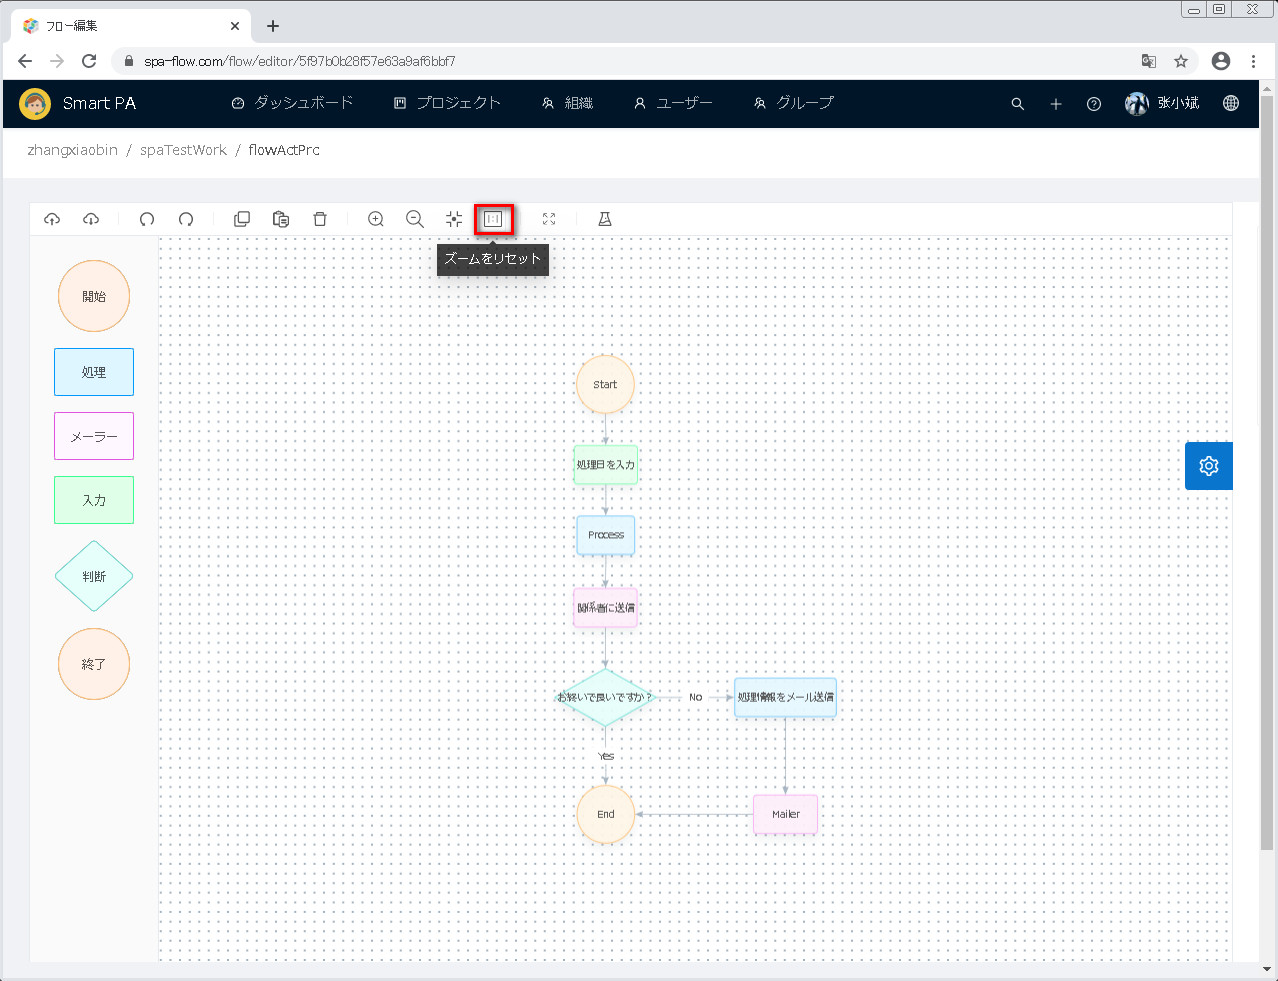 フロー編集
spa-flow.com/flow/editor/5f97b0b28f57e63a9af6bbf7
Smart PA
ダッシュボード
プロジェクト
組織
ユーザー
グループ
张小斌
zhangxiaobin / spaTestWork / flowActPrc
ズームをリセット
開始
処理
メーラー
入力
判断
終了
Start
処理日を入力
Process
関係者に送信
お終いで良いですか？
No
処理情報をメール送信
Yes
End
Mailer